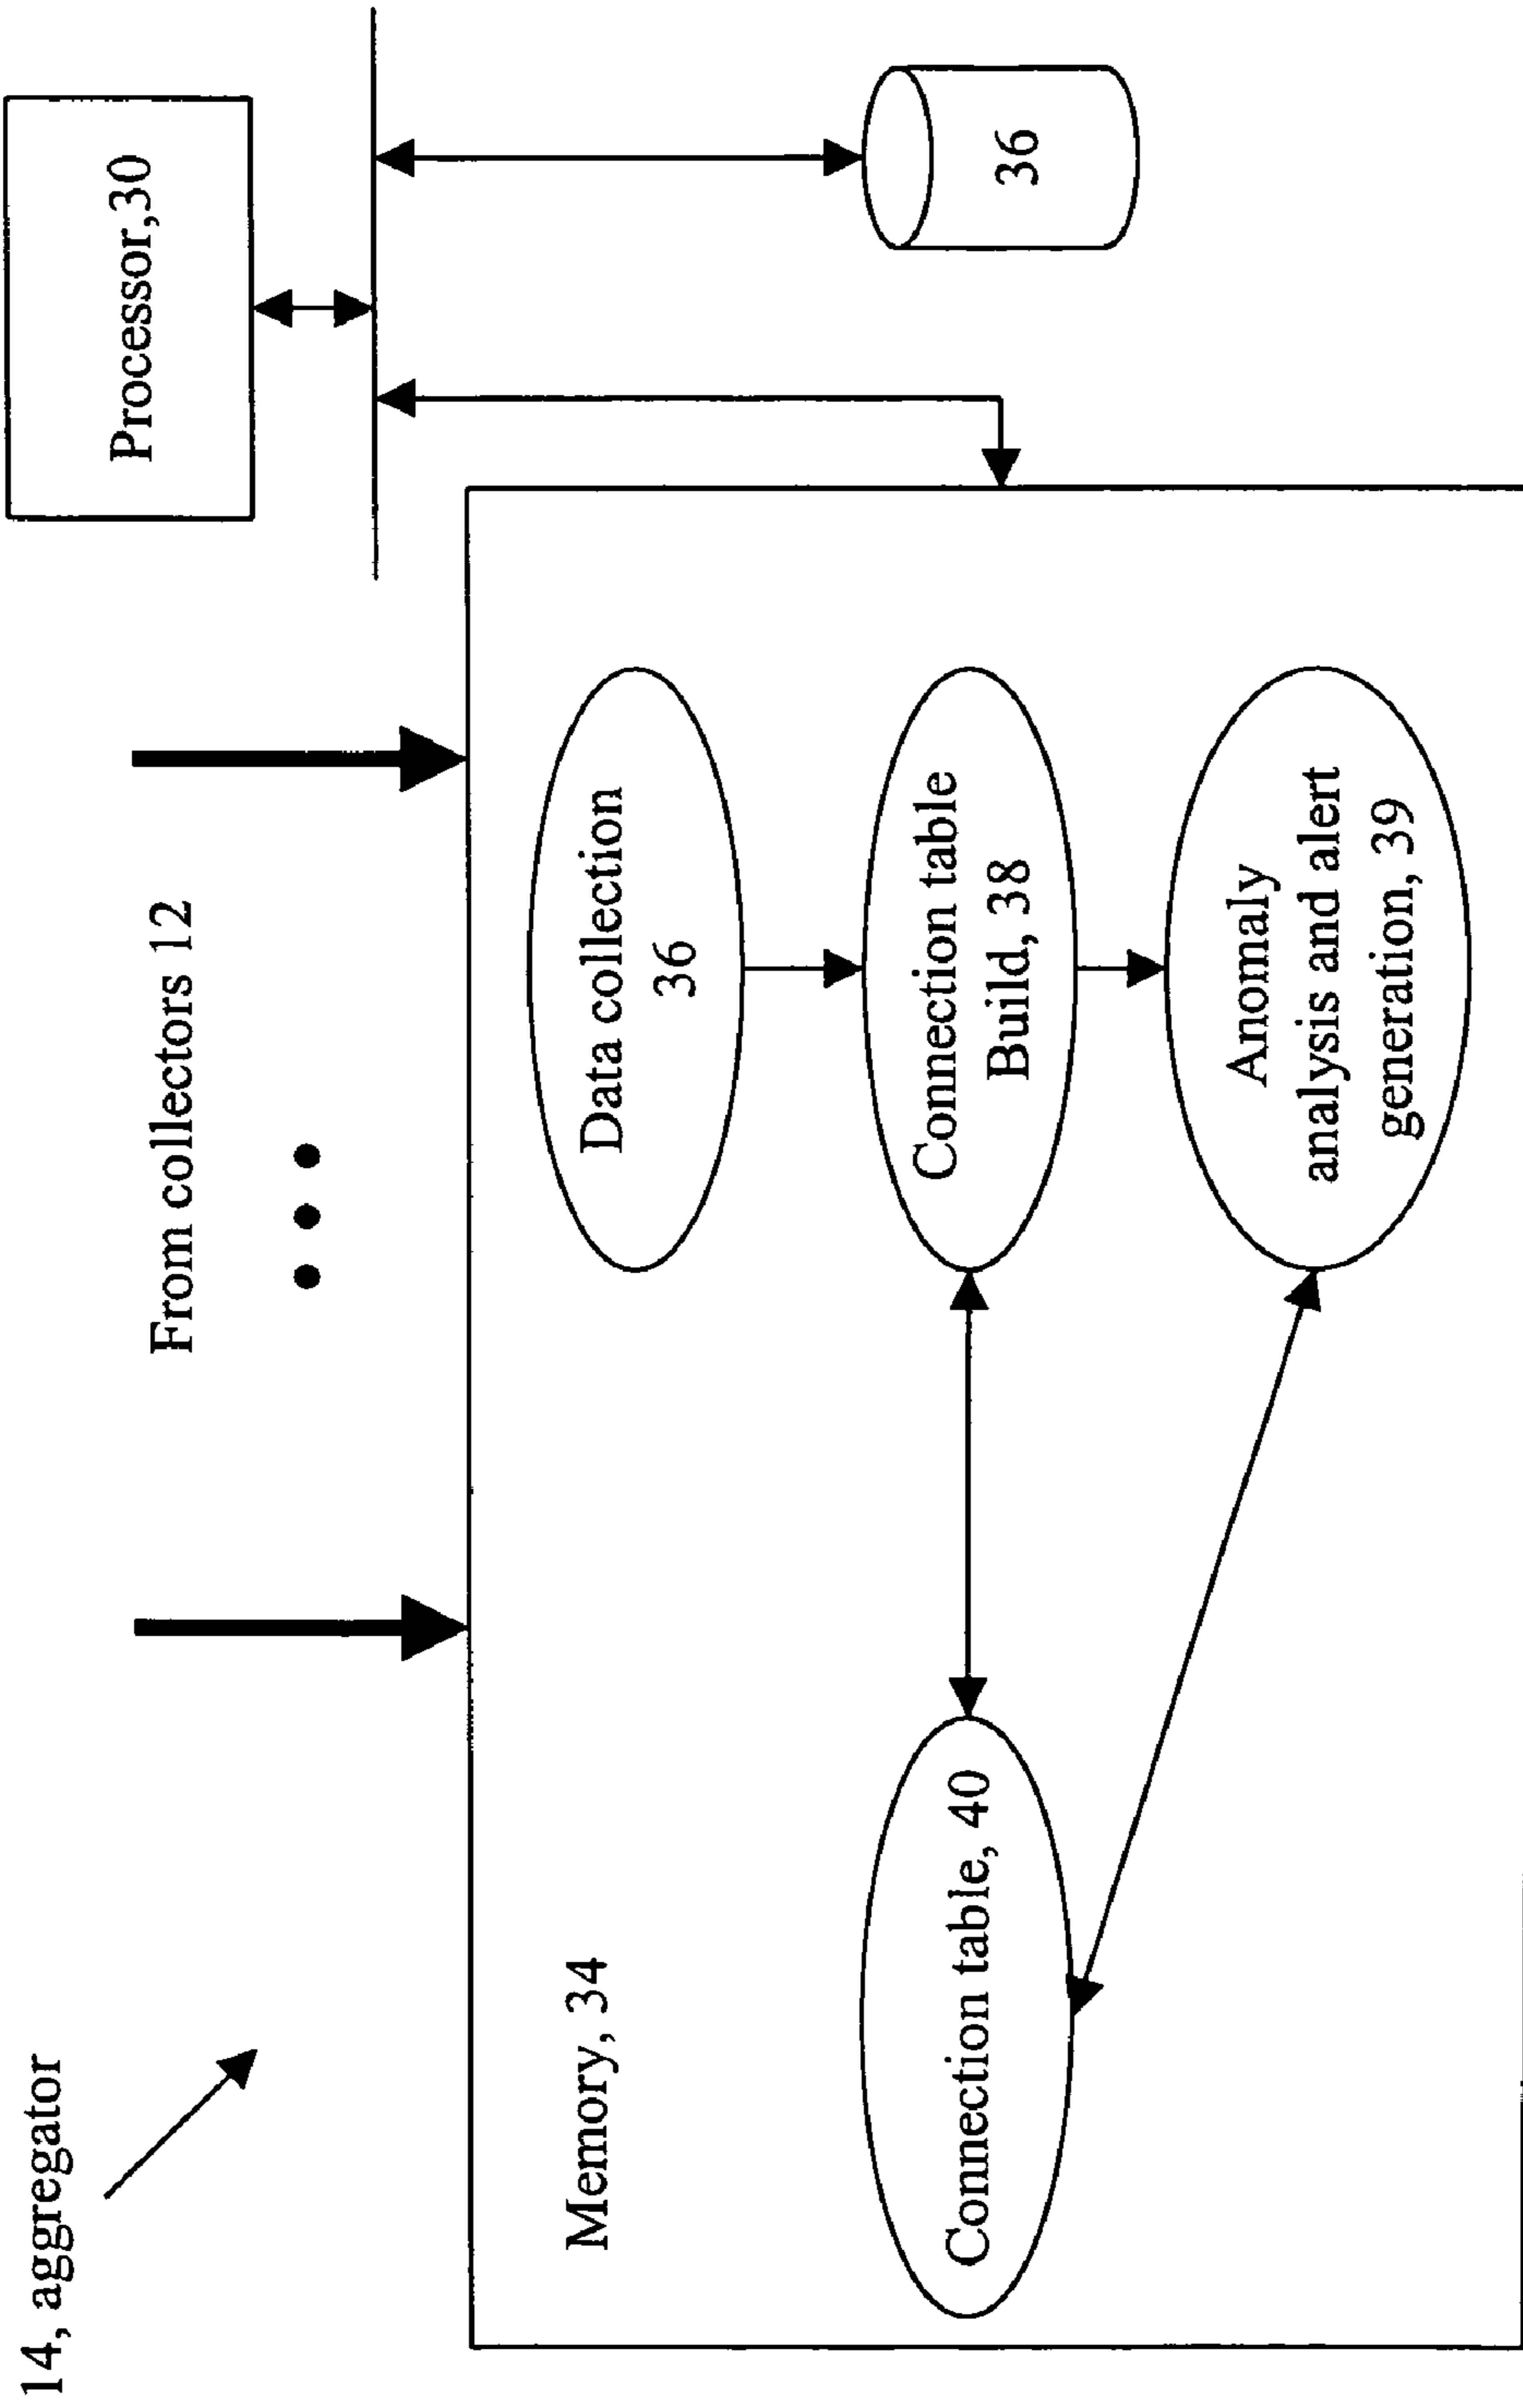 14, aggregator
From collectors 12
Processor,30
Memory, 34
Data collection
36
Connection table, 40
Connection table
Build, 38
36
Anomaly
analysis and alert
generation, 39